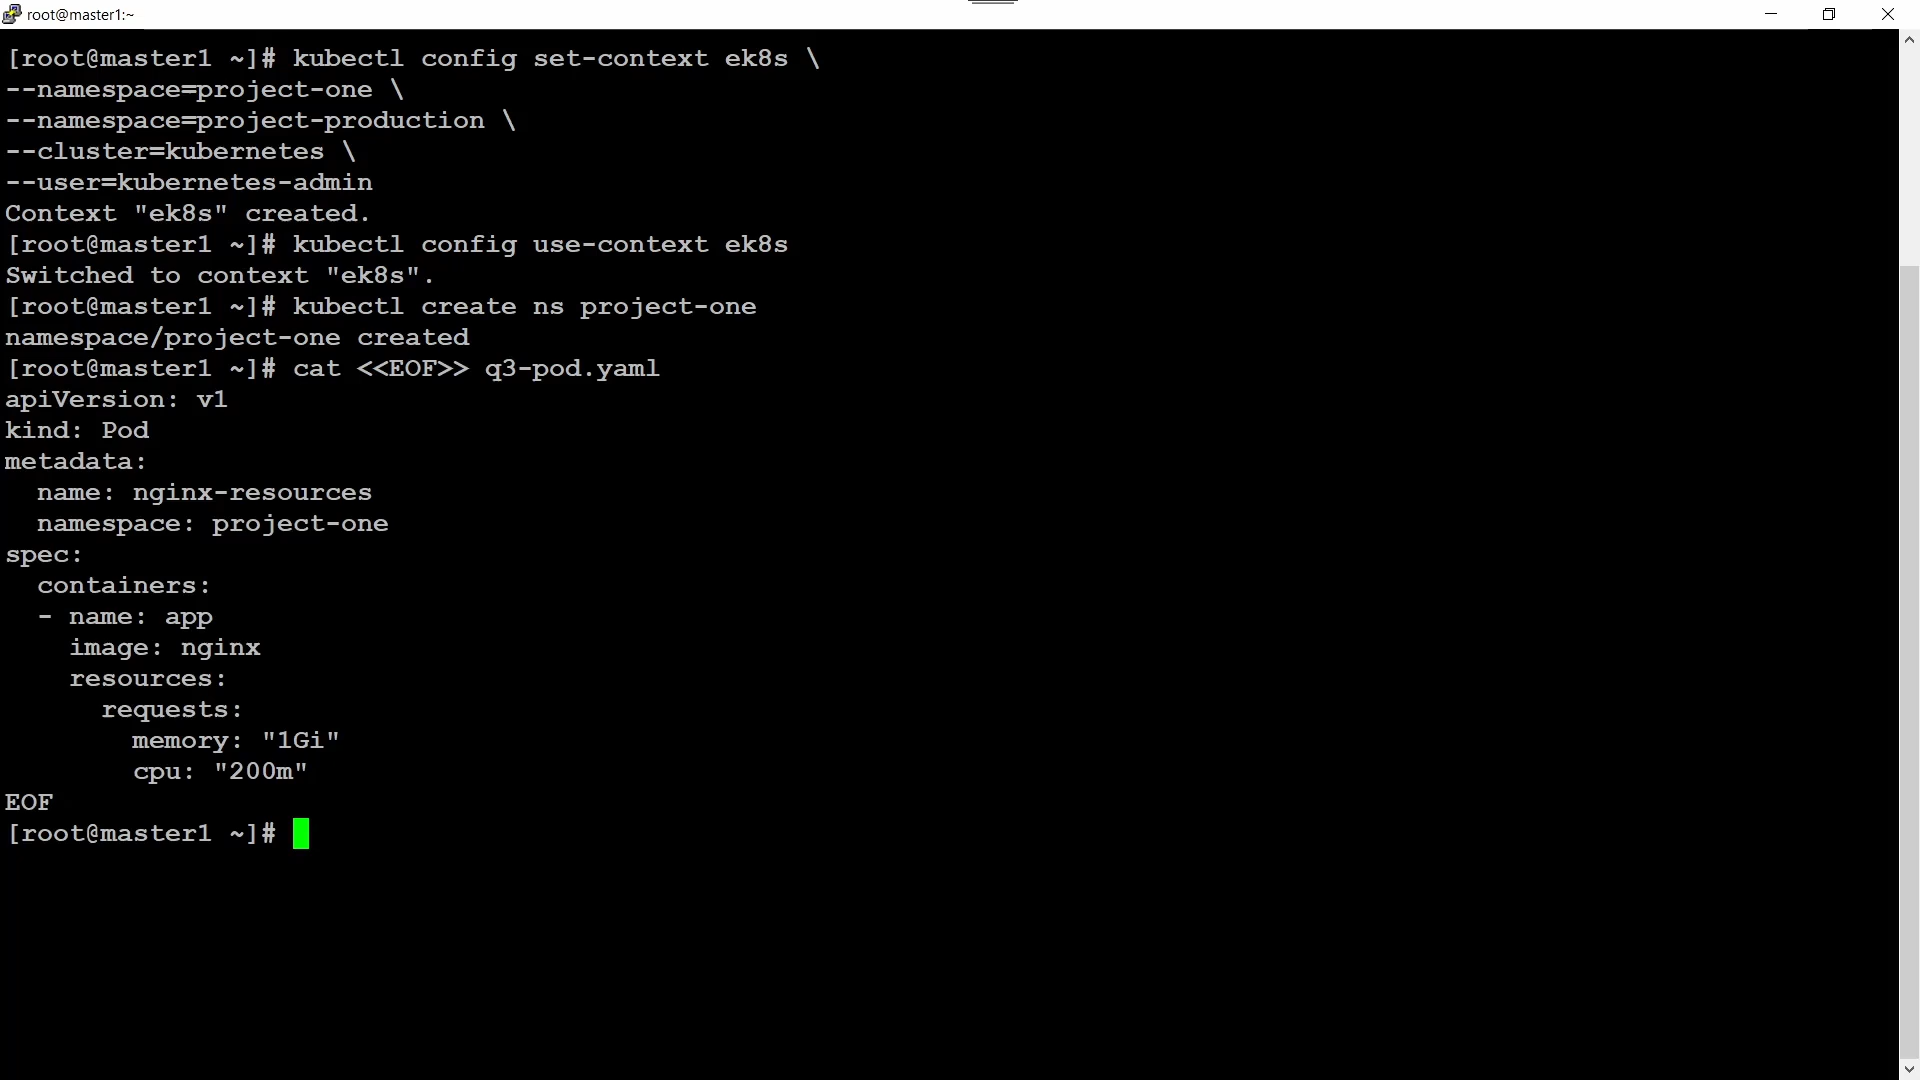 root@master1:~
[root@master1 ~]# kubectl config set-context ek8s \
--namespace=project-one \
--namespace=project-production \
--cluster=kubernetes \
--user=kubernetes-admin
Context "ek8s" created.
[root@master1 ~]# kubectl config use-context ek8s
Switched to context "ek8s".
[root@master1 ~]# kubectl create ns project-one
namespace/project-one created
[root@master1 ~]# cat <<EOF>> q3-pod.yaml
apiVersion: v1
kind: Pod
metadata:
  name: nginx-resources
  namespace: project-one
spec:
  containers:
  - name: app
    image: nginx
    resources:
      requests:
        memory: "1Gi"
        cpu: "200m"
EOF
[root@master1 ~]#